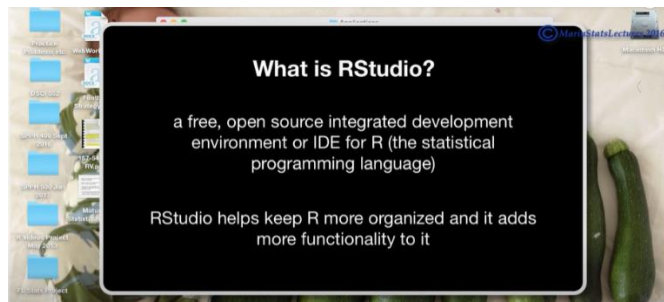 ©MarinStatsLectures 2016
What is RStudio?
a free, open source integrated development
environment or IDE for R (the statistical
programming language)
RStudio helps keep R more organized and it adds
more functionality to it